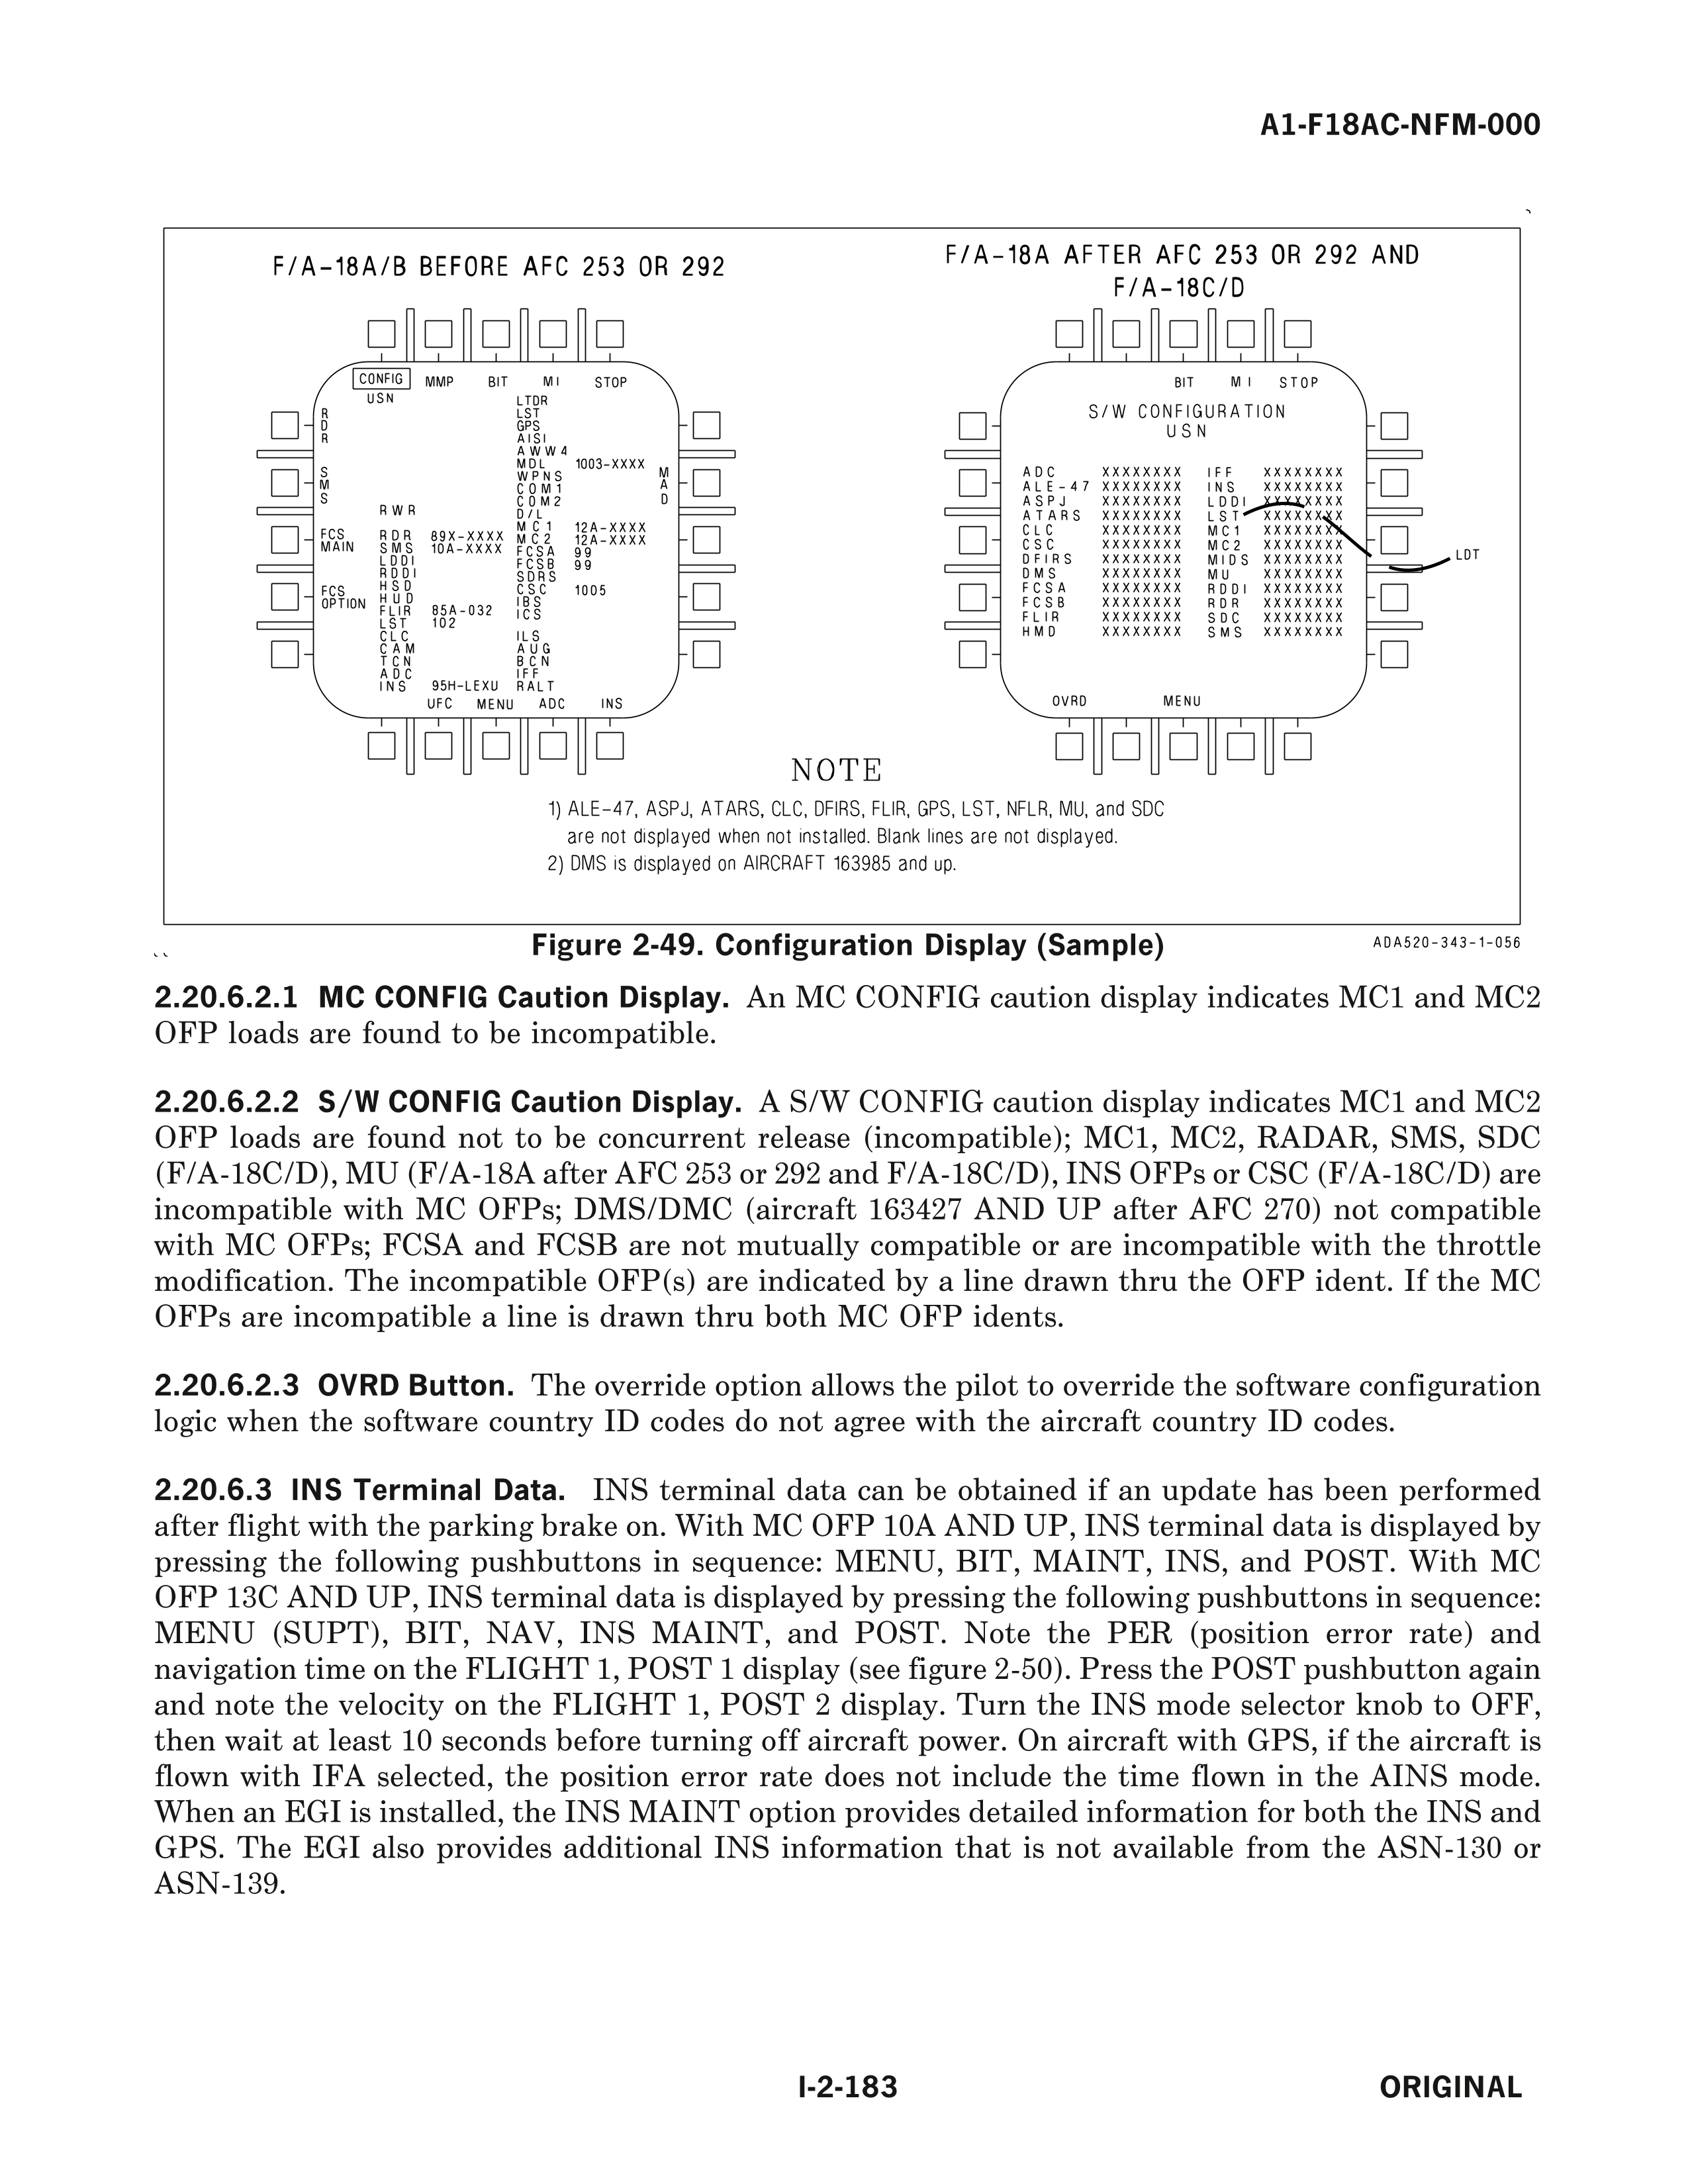 A1-F18AC-NFM-000
F/A-18A/B BEFORE AFC 253 OR 292
F/A-18A AFTER AFC 253 OR 292 AND
F/A-18C/D
CONFIG MMP BIT MI STOP
USN
RDR
SMS
FCS
MAIN
FCS
OPTION
RWR
RDR 89X-XXXX
SMS 10A-XXXX
LDDI
RDDI
HSD
HUD
FLIR 85A-032
LST 102
CLC
CAM
TCN
ADC
INS 95H-LEXU
LTDR
LST
GPS
AISI
AWW4
MDL 1003-XXXX
WPNS
COM1
COM2
D/L
MC1 12A-XXXX
MC2 12A-XXXX
FCSA 99
FCSB 99
SDRS
CSC 1005
IBS
ICS
ILS
AUG
BCN
IFF
RALT
MAD
UFC MENU ADC INS
BIT MI STOP
S/W CONFIGURATION
USN
ADC XXXXXXXX IFF XXXXXXXX
ALE-47 XXXXXXXX INS XXXXXXXX
ASPJ XXXXXXXX LDDI XXXXXXXX
ATARS XXXXXXXX LST XXXXXXXX
CLC XXXXXXXX MC1 XXXXXXXX
CSC XXXXXXXX MC2 XXXXXXXX
DFIRS XXXXXXXX MIDS XXXXXXXX
DMS XXXXXXXX MU XXXXXXXX
FCSA XXXXXXXX RDDI XXXXXXXX
FCSB XXXXXXXX RDR XXXXXXXX
FLIR XXXXXXXX SDC XXXXXXXX
HMD XXXXXXXX SMS XXXXXXXX
LDT
OVRD MENU
NOTE
1) ALE-47, ASPJ, ATARS, CLC, DFIRS, FLIR, GPS, LST, NFLR, MU, and SDC
are not displayed when not installed. Blank lines are not displayed.
2) DMS is displayed on AIRCRAFT 163985 and up.
Figure 2-49. Configuration Display (Sample)
ADA520-343-1-056
2.20.6.2.1 MC CONFIG Caution Display. An MC CONFIG caution display indicates MC1 and MC2
OFP loads are found to be incompatible.
2.20.6.2.2 S/W CONFIG Caution Display. A S/W CONFIG caution display indicates MC1 and MC2
OFP loads are found not to be concurrent release (incompatible); MC1, MC2, RADAR, SMS, SDC
(F/A-18C/D), MU (F/A-18A after AFC 253 or 292 and F/A-18C/D), INS OFPs or CSC (F/A-18C/D) are
incompatible with MC OFPs; DMS/DMC (aircraft 163427 AND UP after AFC 270) not compatible
with MC OFPs; FCSA and FCSB are not mutually compatible or are incompatible with the throttle
modification. The incompatible OFP(s) are indicated by a line drawn thru the OFP ident. If the MC
OFPs are incompatible a line is drawn thru both MC OFP idents.
2.20.6.2.3 OVRD Button. The override option allows the pilot to override the software configuration
logic when the software country ID codes do not agree with the aircraft country ID codes.
2.20.6.3 INS Terminal Data. INS terminal data can be obtained if an update has been performed
after flight with the parking brake on. With MC OFP 10A AND UP, INS terminal data is displayed by
pressing the following pushbuttons in sequence: MENU, BIT, MAINT, INS, and POST. With MC
OFP 13C AND UP, INS terminal data is displayed by pressing the following pushbuttons in sequence:
MENU (SUPT), BIT, NAV, INS MAINT, and POST. Note the PER (position error rate) and
navigation time on the FLIGHT 1, POST 1 display (see figure 2-50). Press the POST pushbutton again
and note the velocity on the FLIGHT 1, POST 2 display. Turn the INS mode selector knob to OFF,
then wait at least 10 seconds before turning off aircraft power. On aircraft with GPS, if the aircraft is
flown with IFA selected, the position error rate does not include the time flown in the AINS mode.
When an EGI is installed, the INS MAINT option provides detailed information for both the INS and
GPS. The EGI also provides additional INS information that is not available from the ASN-130 or
ASN-139.
I-2-183
ORIGINAL